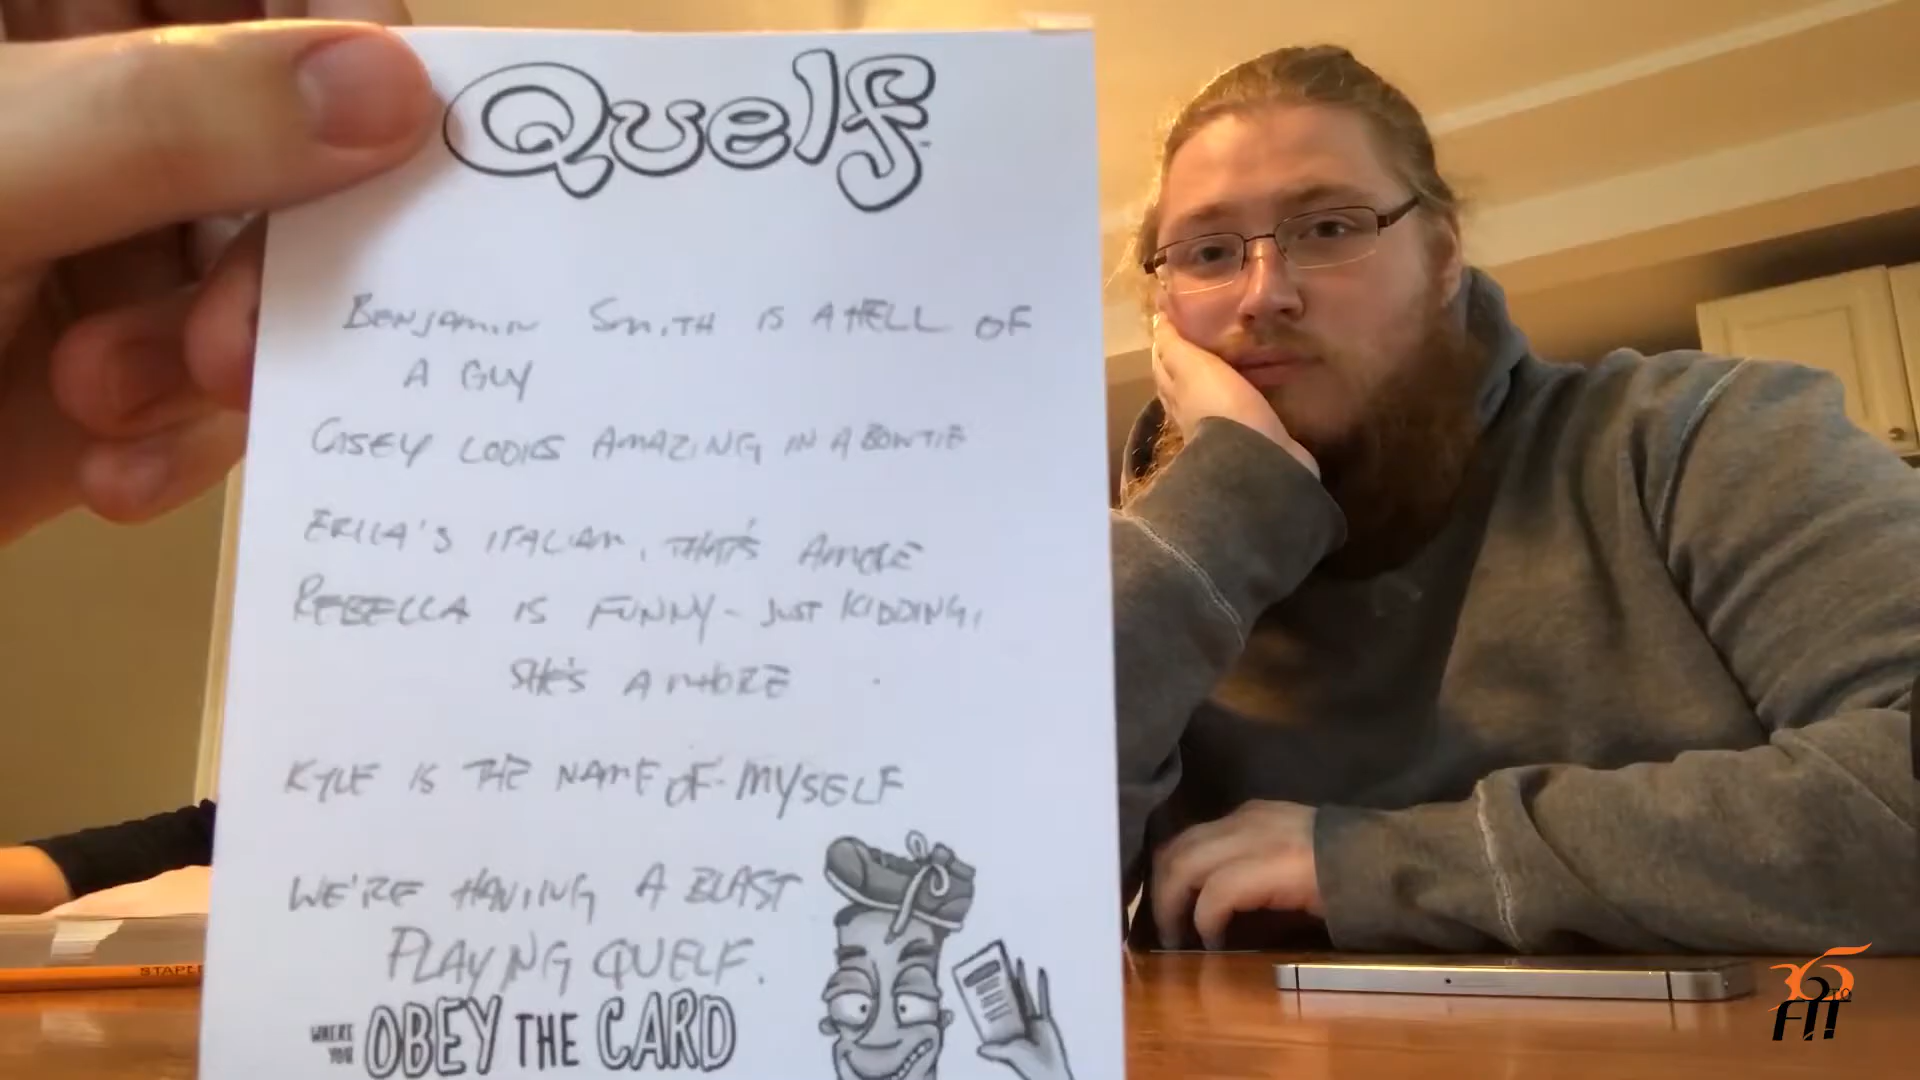 Quelf
BENJAMIN SMITH IS A HELL OF
A GUY
CASEY LOOKS AMAZING IN A BOWTIE
ERICA'S ITALIAN, THAT'S AMORE
REBECCA IS FUNNY - JUST KIDDING,
SHE'S A WHORE
KYLE IS THE NAME OF MYSELF
WE'RE HAVING A BLAST
PLAYING QUELF.
WHERE
YOU
OBEY THE CARD
STAPLE
365
TO
FIT